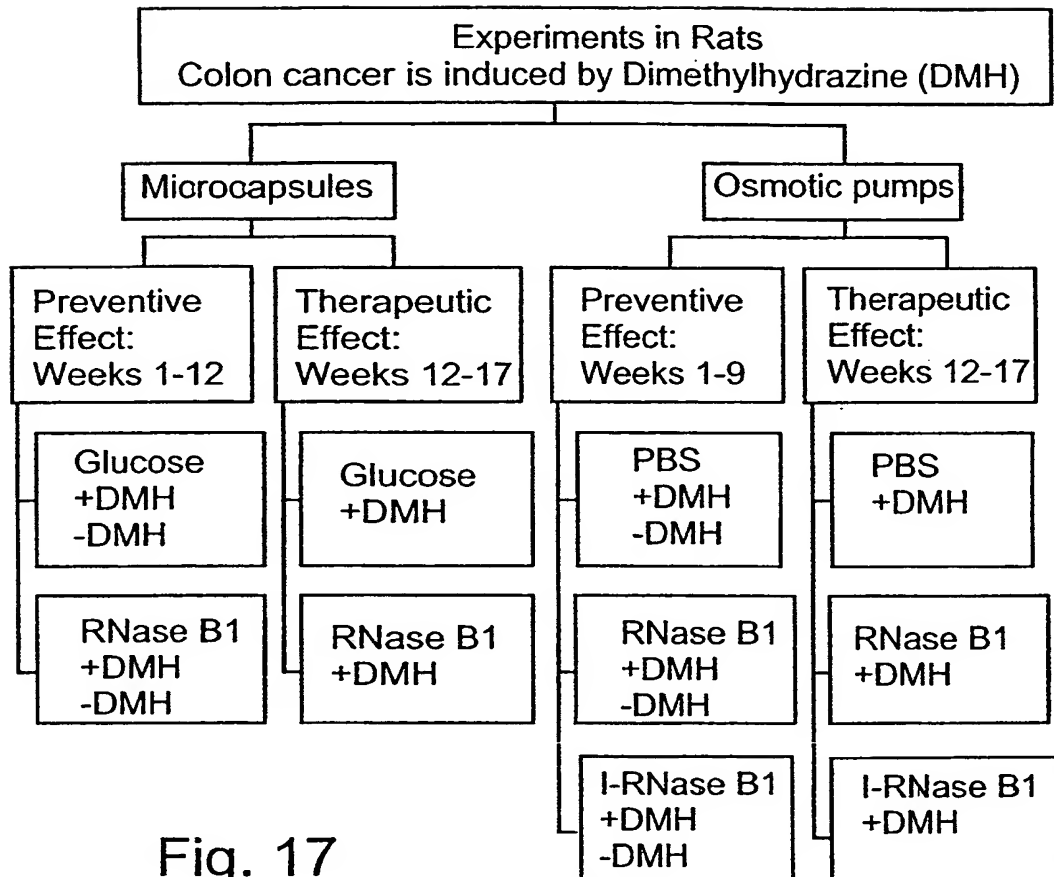 Experiments in Rats
Colon cancer is induced by Dimethylhydrazine (DMH)
Microcapsules
Osmotic pumps
Preventive
Effect:
Weeks 1-12
Therapeutic
Effect:
Weeks 12-17
Preventive
Effect:
Weeks 1-9
Therapeutic
Effect:
Weeks 12-17
Glucose
+DMH
-DMH
Glucose
+DMH
PBS
+DMH
-DMH
PBS
+DMH
RNase B1
+DMH
-DMH
RNase B1
+DMH
RNase B1
+DMH
-DMH
RNase B1
+DMH
I-RNase B1
+DMH
-DMH
I-RNase B1
+DMH
Fig. 17